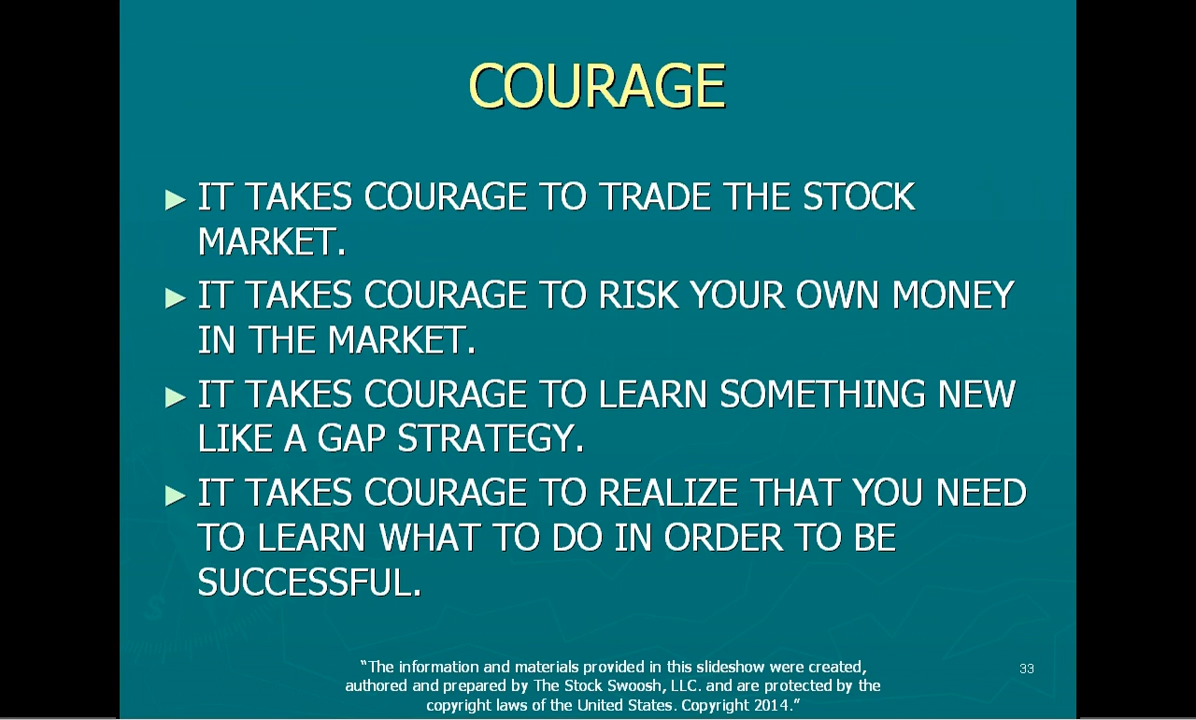 COURAGE
► IT TAKES COURAGE TO TRADE THE STOCK
MARKET.
► IT TAKES COURAGE TO RISK YOUR OWN MONEY
IN THE MARKET.
► IT TAKES COURAGE TO LEARN SOMETHING NEW
LIKE A GAP STRATEGY.
► IT TAKES COURAGE TO REALIZE THAT YOU NEED
TO LEARN WHAT TO DO IN ORDER TO BE
SUCCESSFUL.
“The information and materials provided in this slideshow were created,
authored and prepared by The Stock Swoosh, LLC. and are protected by the
copyright laws of the United States. Copyright 2014.”
33
S